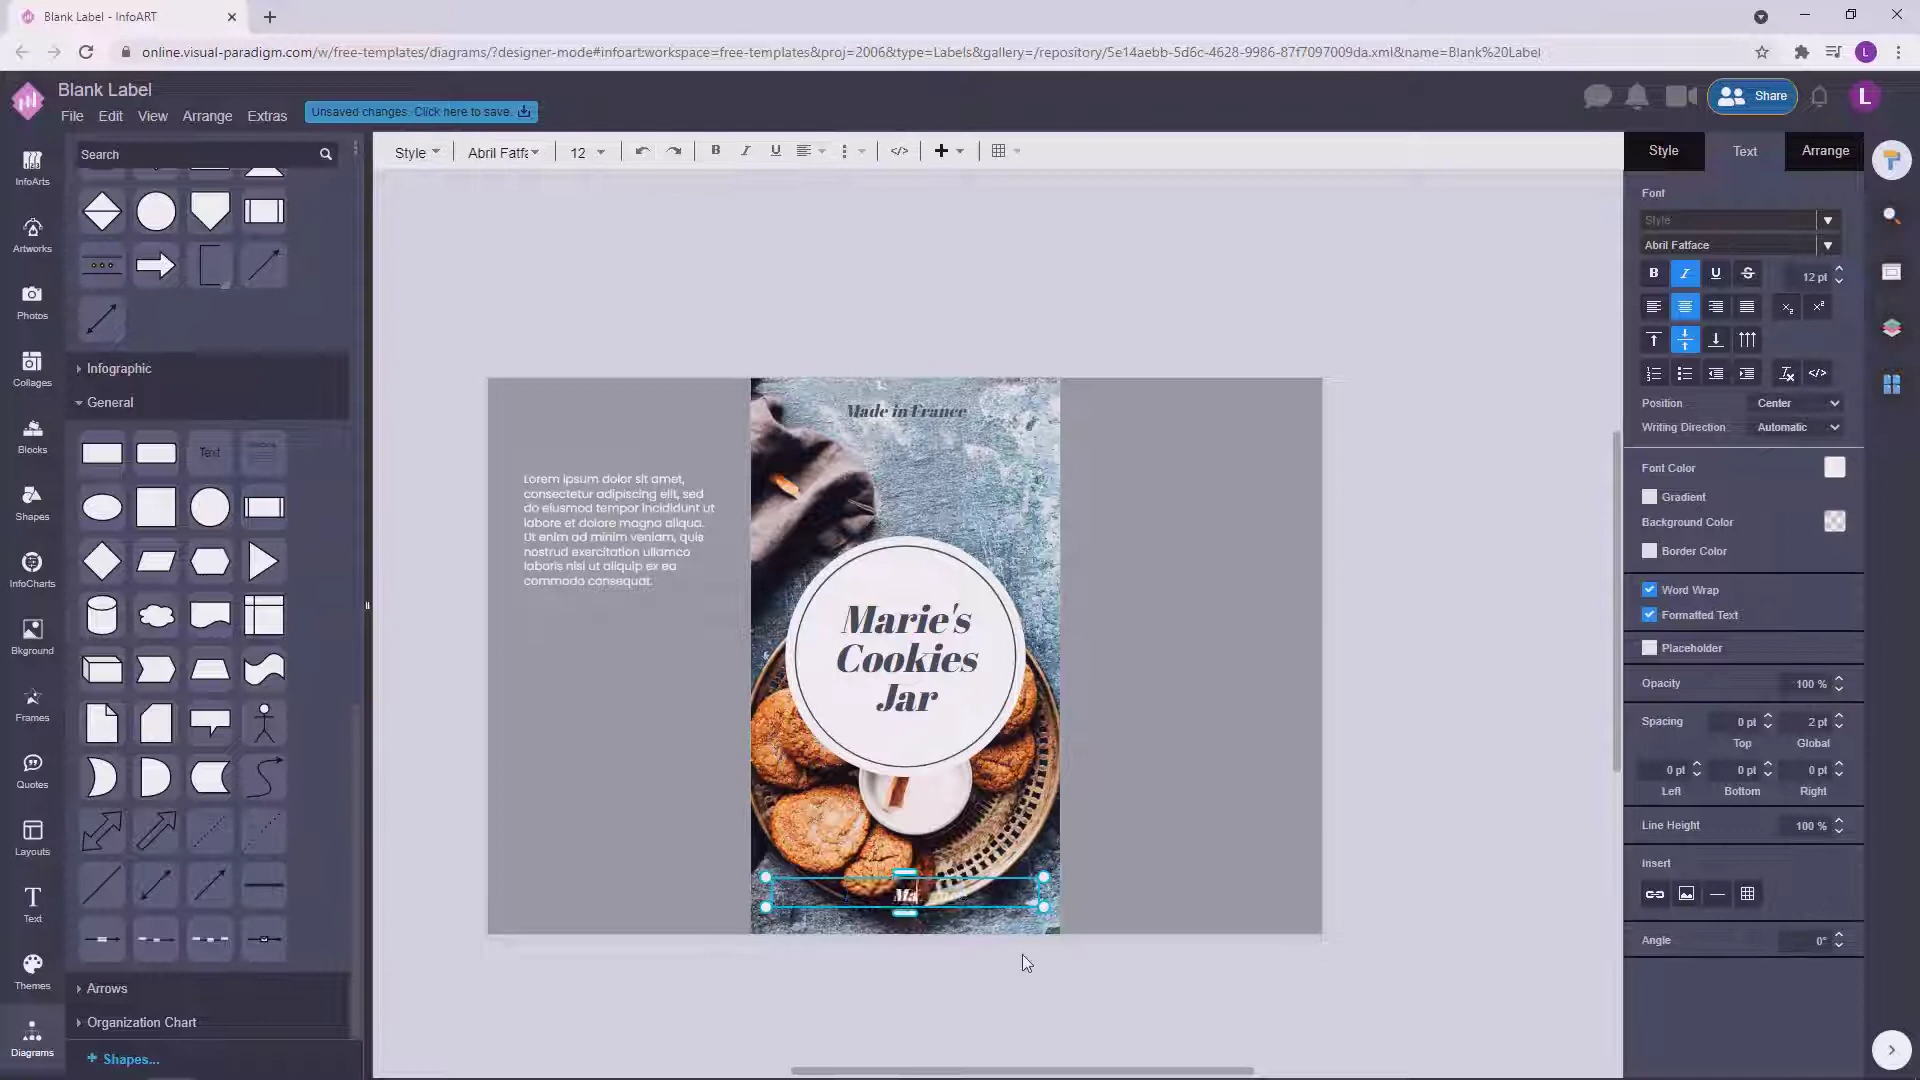 Blank Label - InfoART
online.visual-paradigm.com/w/free-templates/diagrams/?designer-mode#infoart:workspace=free-templates&proj=2006&type=Labels&gallery=/repository/5e14aebb-5d6c-4628-9986-87f7097009da.xml&name=Blank%20Label
L
Blank Label
File Edit View Arrange Extras
Unsaved changes. Click here to save.
Share
L
InfoArts
Artworks
Photos
Collages
Blocks
Shapes
InfoCharts
Bkground
Frames
Quotes
Layouts
Text
Themes
Diagrams
Search
Infographic
General
Text
Arrows
Organization Chart
+ Shapes...
Style Abril Fatfa 12 B I U
Made in France
Lorem ipsum dolor sit amet,
consectetur adipiscing elit, sed
do eiusmod tempor incididunt ut
labore et dolore magna aliqua.
Ut enim ad minim veniam, quis
nostrud exercitation ullamco
laboris nisi ut aliquip ex ea
commodo consequat.
Marie's
Cookies
Jar
Ma
Style Text Arrange
Font
Style
Abril Fatface
B I U S 12 pt
Position Center
Writing Direction Automatic
Font Color
Gradient
Background Color
Border Color
Word Wrap
Formatted Text
Placeholder
Opacity 100 %
Spacing 0 pt 2 pt
Top Global
0 pt 0 pt 0 pt
Left Bottom Right
Line Height 100 %
Insert
Angle 0°